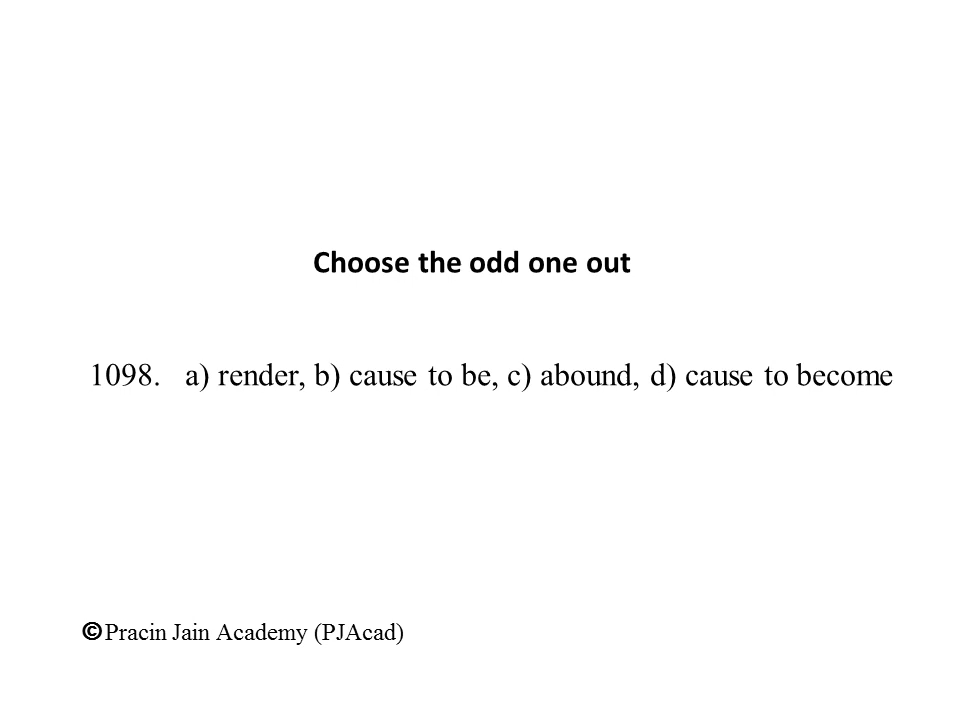 Choose the odd one out
1098. a) render, b) cause to be, c) abound, d) cause to become
©Pracin Jain Academy (PJAcad)